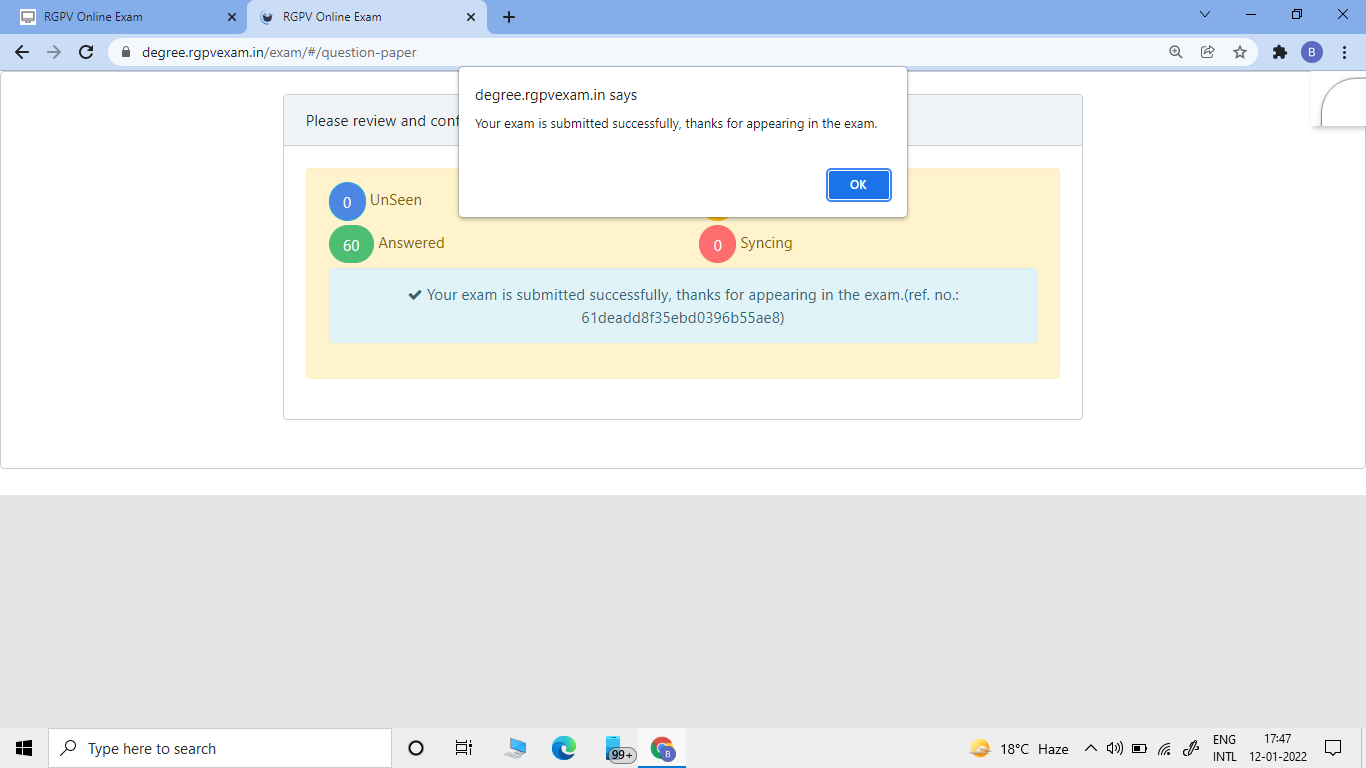 RGPV Online Exam
RGPV Online Exam
degree.rgpvexam.in/exam/#/question-paper
B
degree.rgpvexam.in says
Your exam is submitted successfully, thanks for appearing in the exam.
OK
Please review and conf
0 UnSeen
60 Answered
0 Syncing
Your exam is submitted successfully, thanks for appearing in the exam.(ref. no.:
61deadd8f35ebd0396b55ae8)
Type here to search
99+
B
18°C Haze
ENG
INTL
17:47
12-01-2022